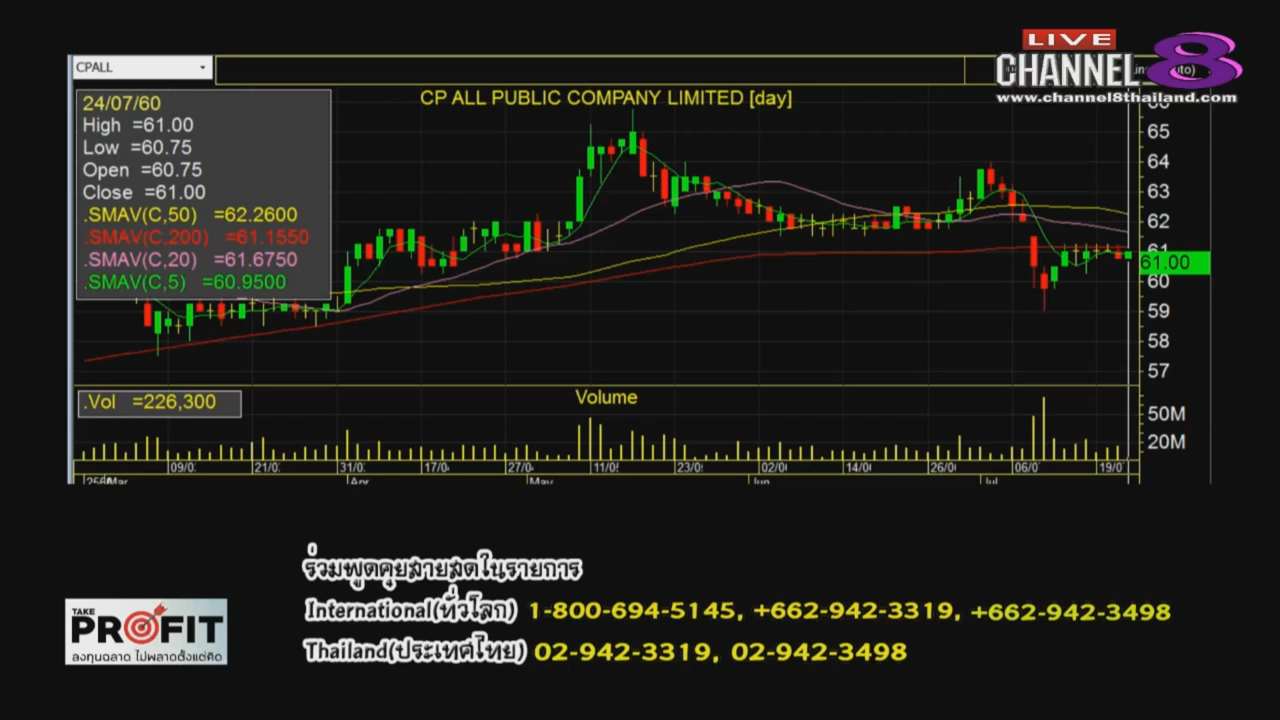 LIVE
CHANNEL 8
www.channel8thailand.com
CPALL
CP ALL PUBLIC COMPANY LIMITED [day]
24/07/60
High =61.00
Low =60.75
Open =60.75
Close =61.00
.SMAV(C,50) =62.2600
.SMAV(C,200) =61.1550
.SMAV(C,20) =61.6750
.SMAV(C,5) =60.9500
65
64
63
62
61
61.00
60
59
58
57
.Vol =226,300
Volume
50M
20M
09/0 21/0 31/0 17/0 27/0 11/0 23/0 02/0 14/0 26/0 06/0 19/0
Mar Apr May Jun Jul
ร่วมพูดคุยสายสดในรายการ
International(ทั่วโลก) 1-800-694-5145, +662-942-3319, +662-942-3498
Thailand(ประเทศไทย) 02-942-3319, 02-942-3498
TAKE
PROFIT
ลงทุนฉลาด ไม่พลาดตั้งแต่คิด